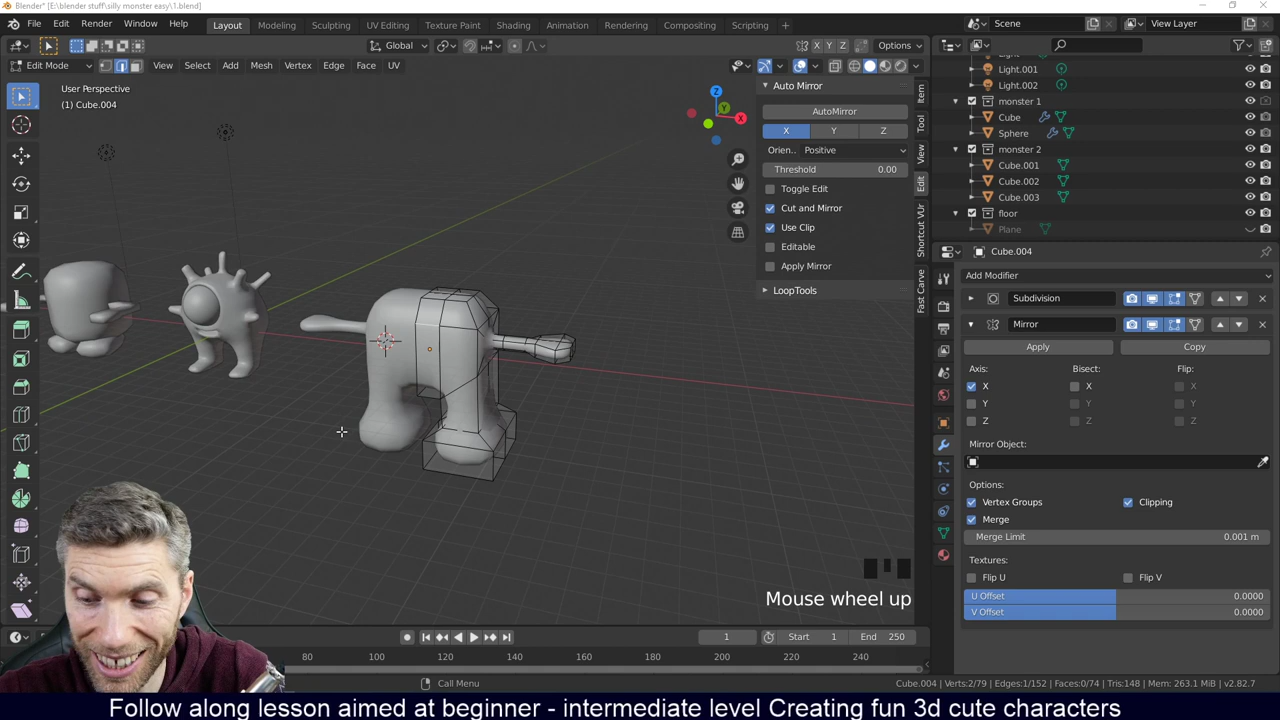 Blender* [E:\blender stuff\silly monster easy\1.blend]
File Edit Render Window Help Layout Modeling Sculpting UV Editing Texture Paint Shading Animation Rendering Compositing Scripting + Scene View Layer
Global Options
X Y Z
Edit Mode View Select Add Mesh Vertex Edge Face UV
User Perspective
(1) Cube.004
Z
Y
X
Auto Mirror
AutoMirror
X Y Z
Orien.. Positive
Threshold 0.00
Toggle Edit
Cut and Mirror
Use Clip
Editable
Apply Mirror
LoopTools
Item
Tool
View
Edit
Shortcut VUr
Fast Carve
Light.001
Light.002
monster 1
Cube
Sphere
monster 2
Cube.001
Cube.002
Cube.003
floor
Plane
Cube.004
Add Modifier
Subdivision
Mirror
Apply Copy
Axis: Bisect: Flip:
X X X
Y Y Y
Z Z Z
Mirror Object:
Options:
Vertex Groups Clipping
Merge
Merge Limit 0.001 m
Textures:
Flip U Flip V
U Offset 0.0000
V Offset 0.0000
Mouse wheel up
1 Start 1 End 250
80 100 120 140 160 180 200 220 240
Call Menu
Cube.004 | Verts:2/79 | Edges:1/152 | Faces:0/74 | Tris:148 | Mem: 263.1 MiB | v2.82.7
Follow along lesson aimed at beginner - intermediate level Creating fun 3d cute characters